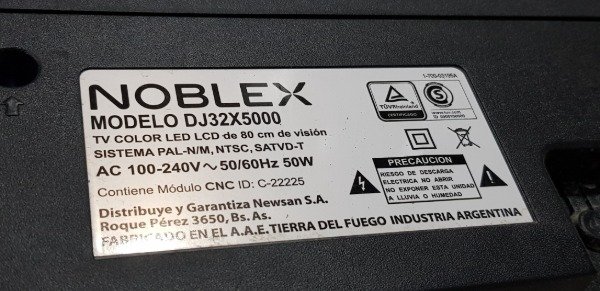 NOBLEX
MODELO DJ32X5000
TV COLOR LED LCD de 80 cm de visión
SISTEMA PAL-N/M, NTSC, SATVD-T
AC 100-240V~50/60Hz 50W
Contiene Módulo CNC ID: C-22225
Distribuye y Garantiza Newsan S.A.
Roque Pérez 3650, Bs. As.
FABRICADO EN EL A.A.E. TIERRA DEL FUEGO INDUSTRIA ARGENTINA
TÜVRheinland
CERTIFICADO
S
PRECAUCION
RIESGO DE DESCARGA
ELECTRICA NO ABRIR
NO EXPONER ESTA UNIDAD
A LLUVIA O HUMEDAD